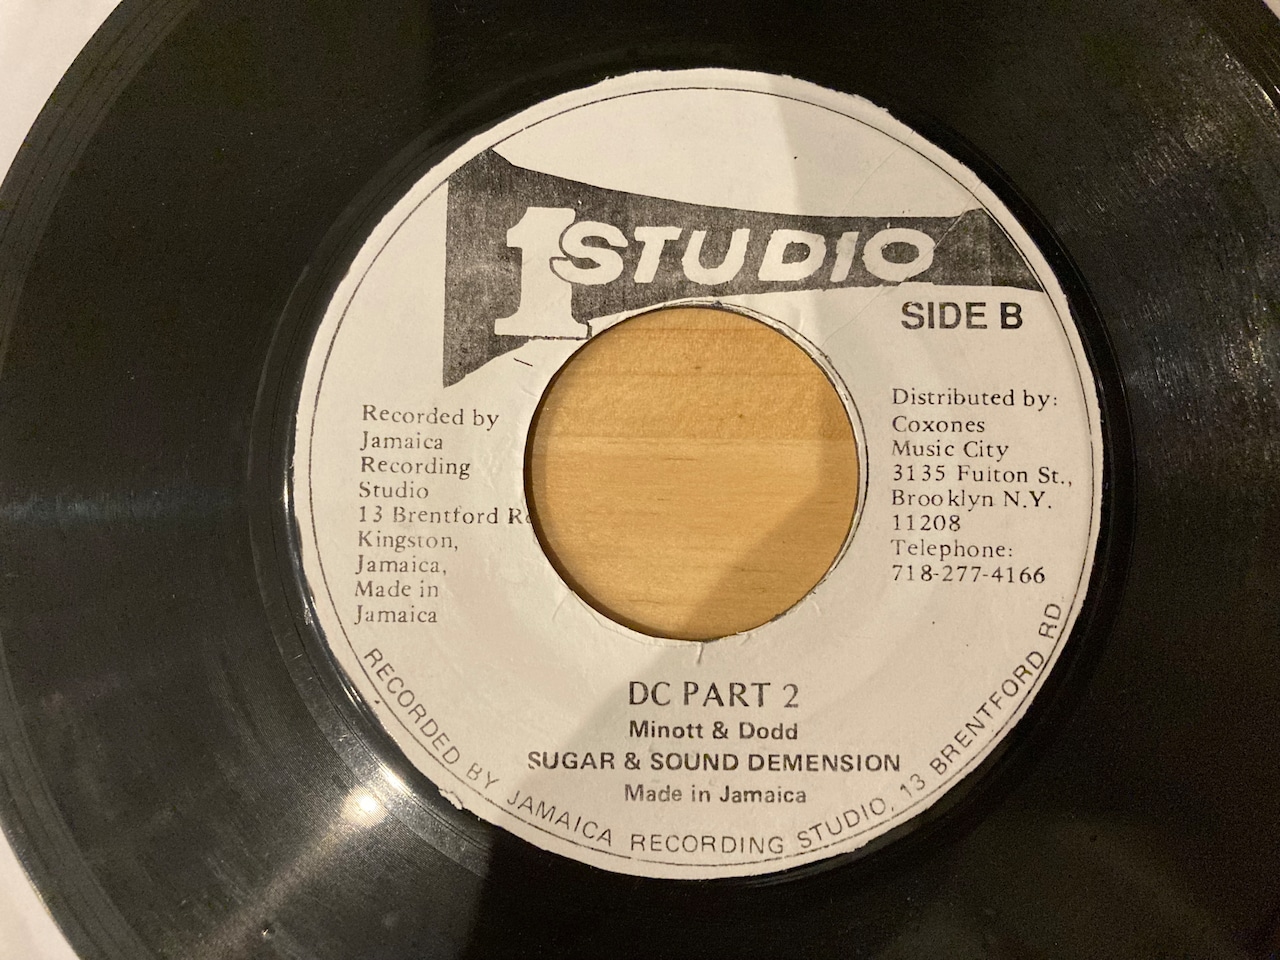 1 STUDIO
SIDE B
Recorded by
Jamaica
Recording
Studio
13 Brentford
Kingston,
Jamaica,
Made in
Jamaica
Distributed by:
Coxones
Music City
3135 Fulton St.,
Brooklyn N.Y.
11208
Telephone:
718-277-4166
DC PART 2
Minott & Dodd
SUGAR & SOUND DEMENSION
Made in Jamaica
RECORDED BY JAMAICA RECORDING STUDIO, 13 BRENTFORD RD.